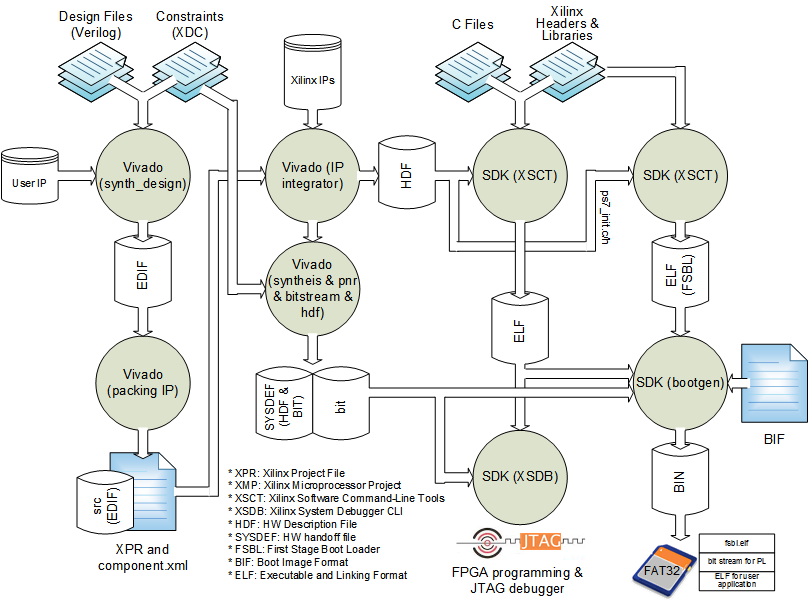 Design Files
(Verilog)
Constraints
(XDC)
C Files
Xilinx
Headers &
Libraries
Xilinx IPs
User IP
Vivado
(synth_design)
Vivado (IP
integrator)
HDF
SDK (XSCT)
SDK (XSCT)
ps7_init.c/h
EDIF
Vivado
(syntheis & pnr
& bitstream &
hdf)
ELF
(FSBL)
ELF
Vivado
(packing IP)
SYSDEF
(HDF &
BIT)
bit
SDK (bootgen)
BIF
src
(EDIF)
XPR and
component.xml
* XPR: Xilinx Project File
* XMP: Xilinx Microprocessor Project
* XSCT: Xilinx Software Command-Line Tools
* XSDB: Xilinx System Debugger CLI
* HDF: HW Description File
* SYSDEF: HW handoff file
* FSBL: First Stage Boot Loader
* BIF: Boot Image Format
* ELF: Executable and Linking Format
SDK (XSDB)
BIN
JTAG
FPGA programming &
JTAG debugger
FAT32
fsbl.elf
bit stream for PL
ELF for user
application